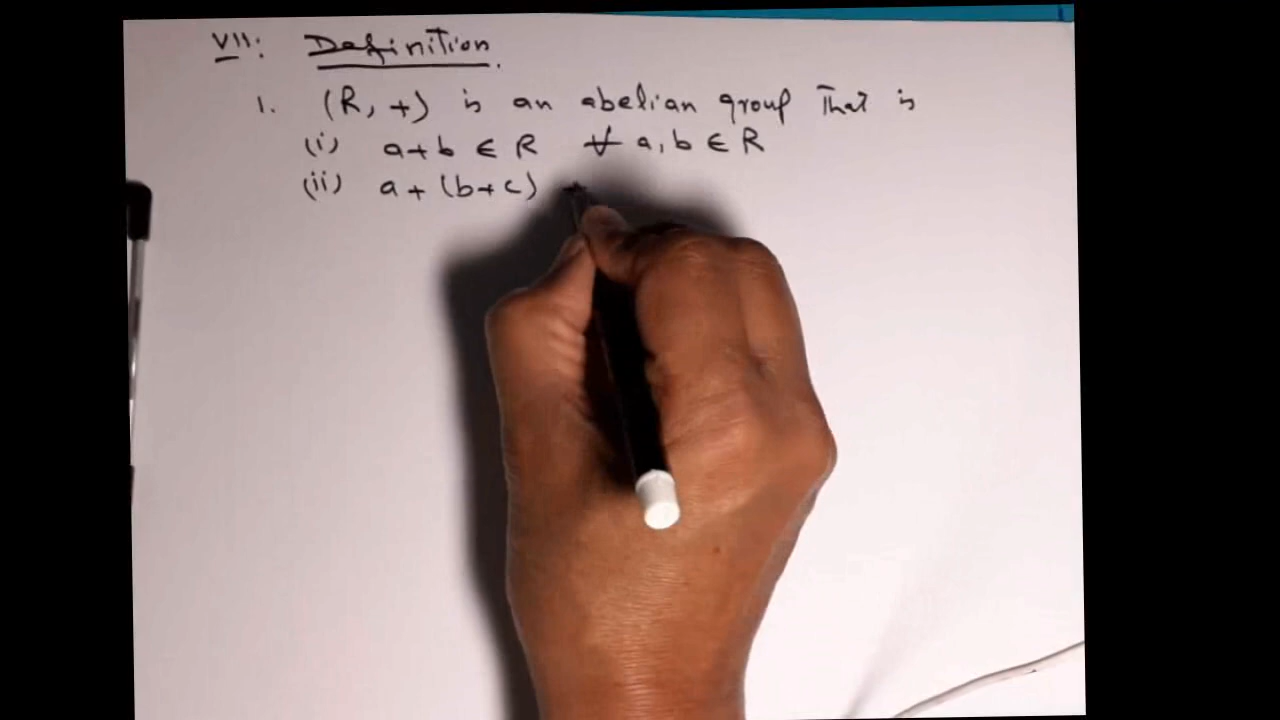 VII: Definition.
1. (R, +) is an abelian group That is
(i) a+b ∈ R ∀ a, b ∈ R
(ii) a + (b+c)